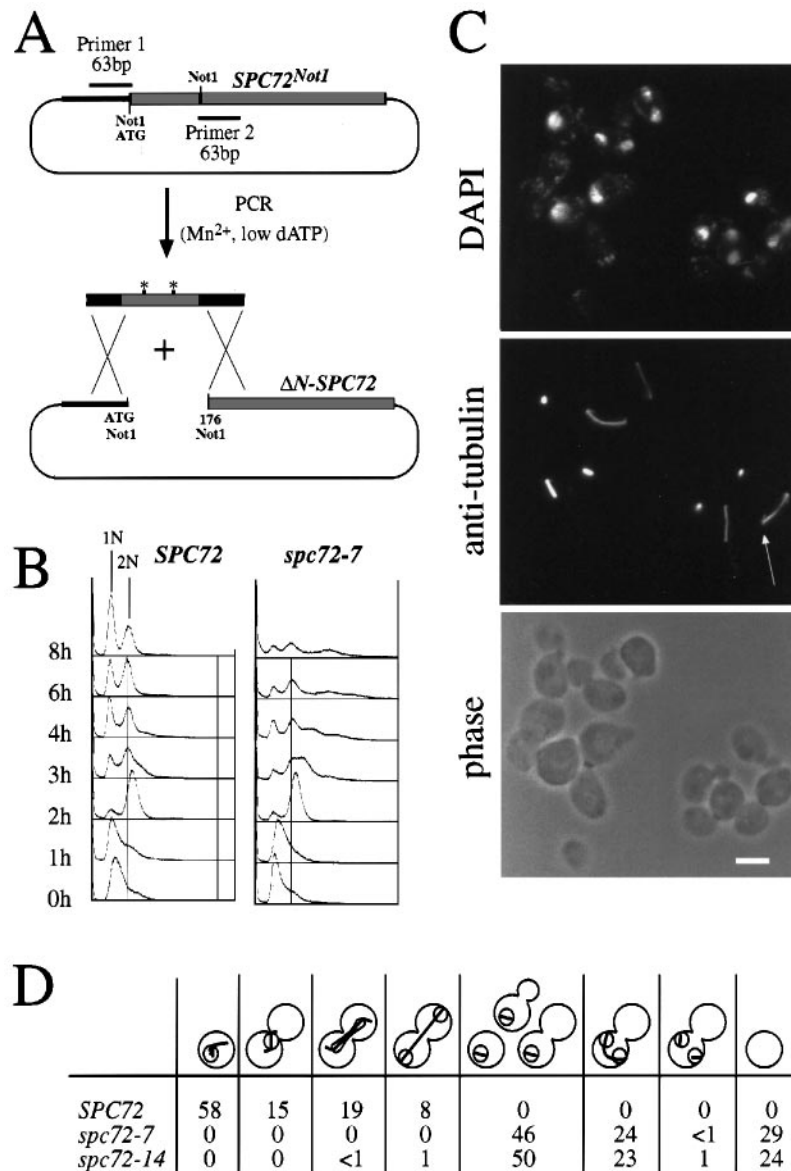 A
Primer 1
63bp
Not1
SPC72^Not1
Not1
ATG
Primer 2
63bp
PCR
(Mn2+, low dATP)
* *
+
ΔN-SPC72
ATG
Not1
176
Not1
B
1N
2N
SPC72
spc72-7
8h
6h
4h
3h
2h
1h
0h
C
DAPI
anti-tubulin
phase
D
SPC72 58 15 19 8 0 0 0 0
spc72-7 0 0 0 0 46 24 <1 29
spc72-14 0 0 <1 1 50 23 1 24